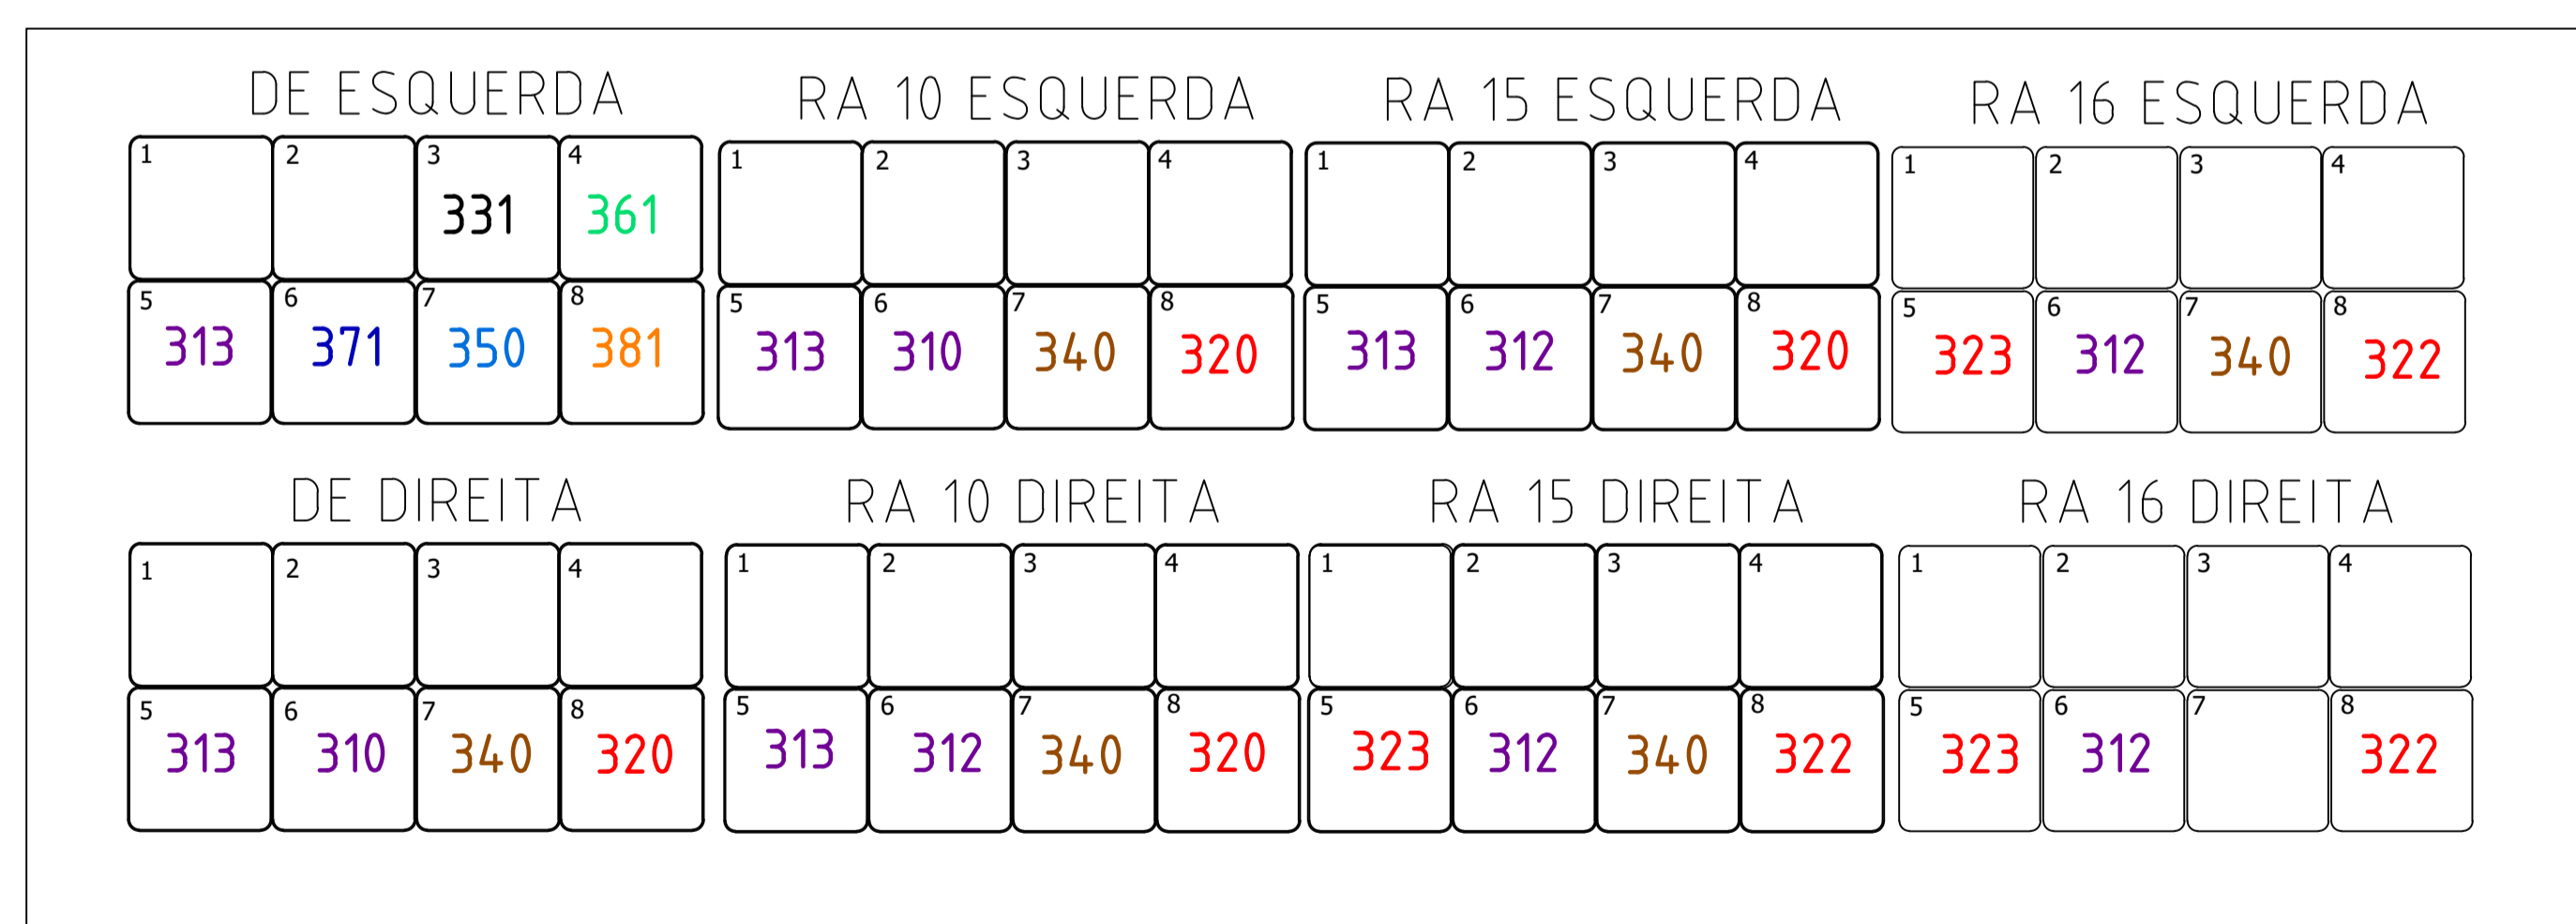 DE ESQUERDA RA 10 ESQUERDA RA 15 ESQUERDA RA 16 ESQUERDA
1 2 3 4 1 2 3 4 1 2 3 4 1 2 3 4
331 361
5 6 7 8 5 6 7 8 5 6 7 8 5 6 7 8
313 371 350 381 313 310 340 320 313 312 340 320 323 312 340 322
DE DIREITA RA 10 DIREITA RA 15 DIREITA RA 16 DIREITA
1 2 3 4 1 2 3 4 1 2 3 4 1 2 3 4
5 6 7 8 5 6 7 8 5 6 7 8 5 6 7 8
313 310 340 320 313 312 340 320 323 312 340 322 323 312 322